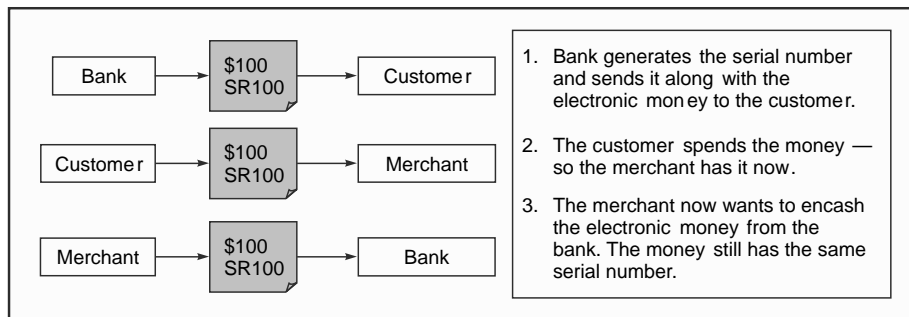 Bank
$100
SR100
Customer
Customer
$100
SR100
Merchant
Merchant
$100
SR100
Bank
1. Bank generates the serial number
and sends it along with the
electronic money to the customer.
2. The customer spends the money —
so the merchant has it now.
3. The merchant now wants to encash
the electronic money from the
bank. The money still has the same
serial number.